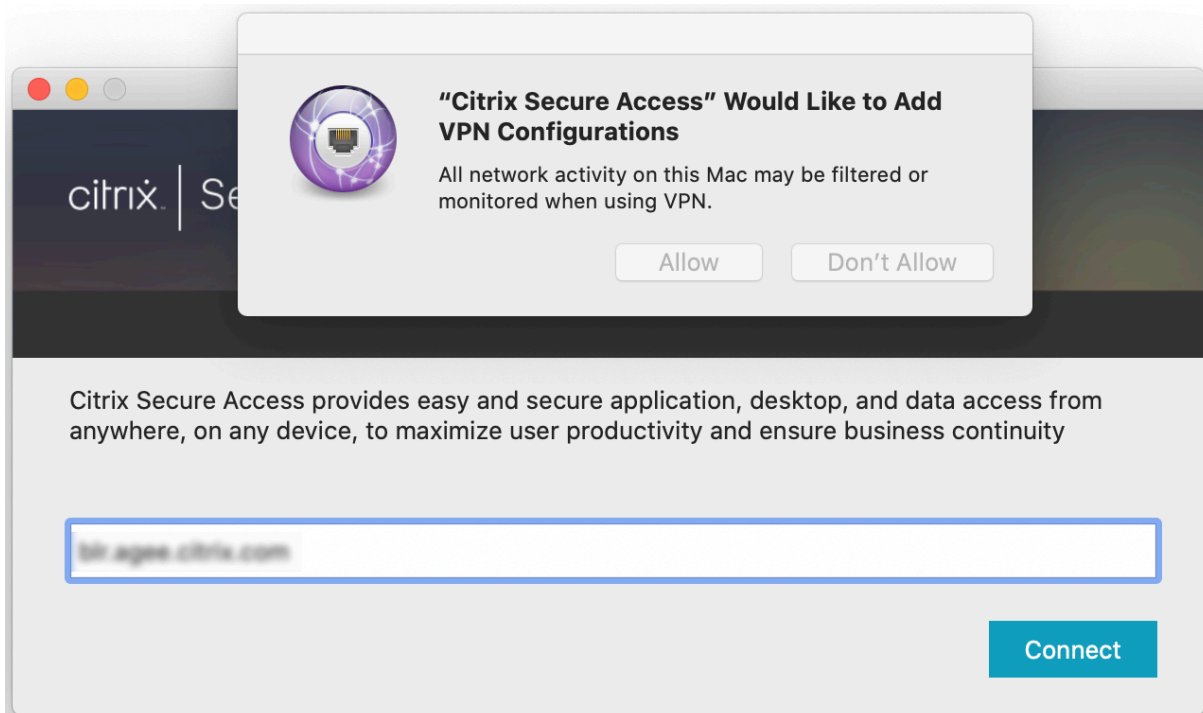 “Citrix Secure Access” Would Like to Add
VPN Configurations
All network activity on this Mac may be filtered or
monitored when using VPN.
Allow
Don’t Allow
citrix
Se
Citrix Secure Access provides easy and secure application, desktop, and data access from
anywhere, on any device, to maximize user productivity and ensure business continuity
Connect